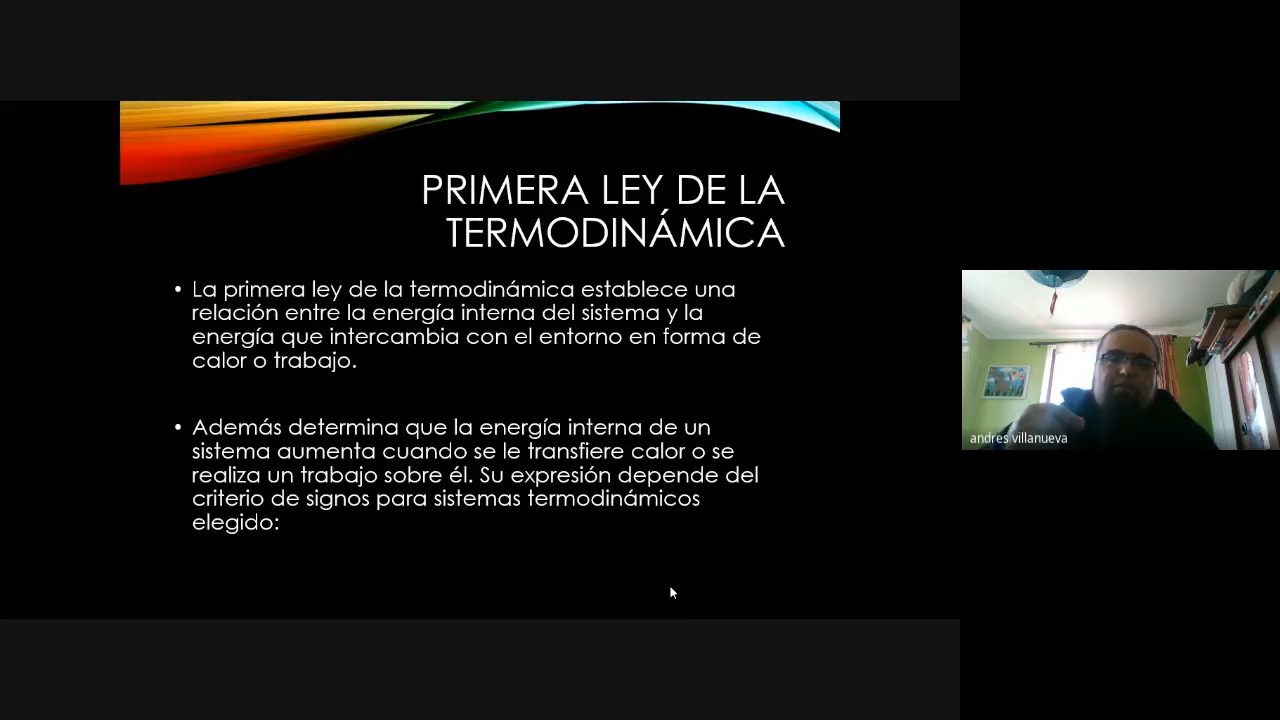 PRIMERA LEY DE LA
TERMODINÁMICA
• La primera ley de la termodinámica establece una
relación entre la energía interna del sistema y la
energía que intercambia con el entorno en forma de
calor o trabajo.
• Además determina que la energía interna de un
sistema aumenta cuando se le transfiere calor o se
realiza un trabajo sobre él. Su expresión depende del
criterio de signos para sistemas termodinámicos
elegido:
andres villanueva